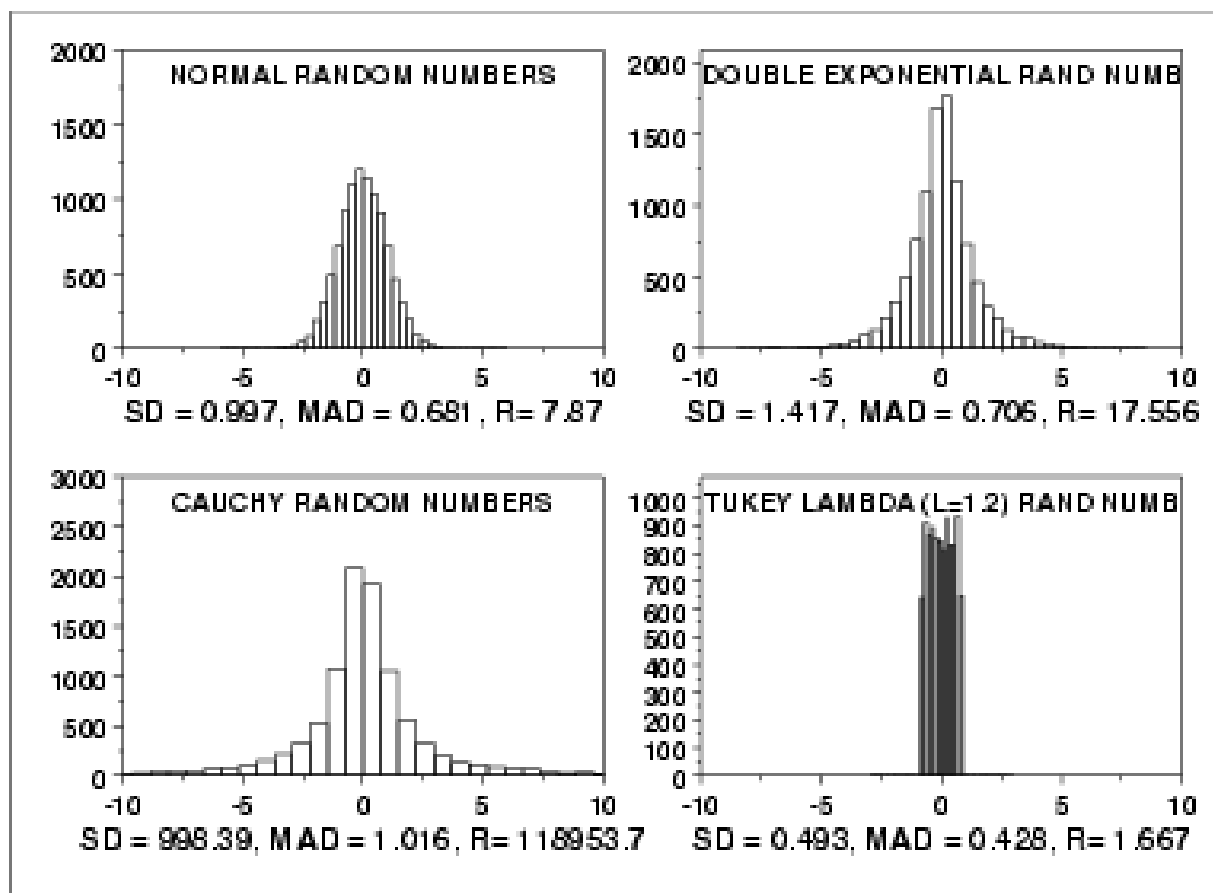 2000
NORMAL RANDOM NUMBERS
1500
1000
500
0
-10 -5 0 5 10
SD = 0.997, MAD = 0.681, R= 7.87
2000
DOUBLE EXPONENTIAL RAND NUMB
1500
1000
500
0
-10 -5 0 5 10
SD = 1.417, MAD = 0.706, R= 17.556
3000
CAUCHY RANDOM NUMBERS
2500
2000
1500
1000
500
0
-10 -5 0 5 10
SD = 998.39, MAD = 1.016, R= 118953.7
1000
TUKEY LAMBDA (L=1.2) RAND NUMB
900
800
700
600
500
400
300
200
100
0
-10 -5 0 5 10
SD = 0.493, MAD = 0.428, R= 1.667